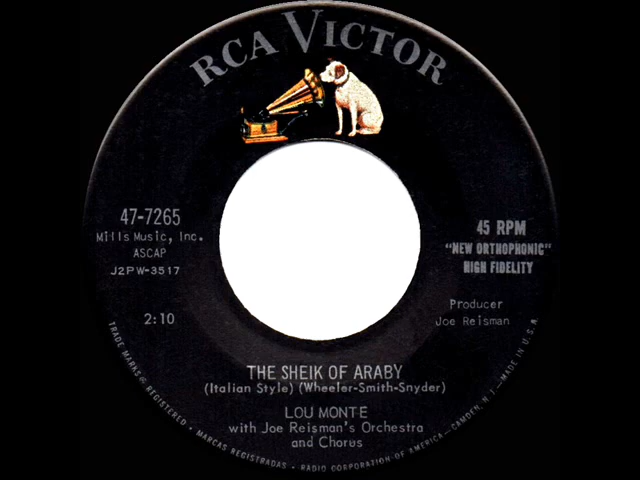 RCA VICTOR
47-7265
Mills Music, Inc.
ASCAP
J2PW-3517
2:10
45 RPM
"NEW ORTHOPHONIC"
HIGH FIDELITY
Producer
Joe Reisman
THE SHEIK OF ARABY
(Italian Style) (Wheeler-Smith-Snyder)
LOU MONTE
with Joe Reisman's Orchestra
and Chorus
TRADE MARKS ® REGISTERED • MARCAS REGISTRADAS • RADIO CORPORATION OF AMERICA—CAMDEN, N.J.—MADE IN U.S.A.